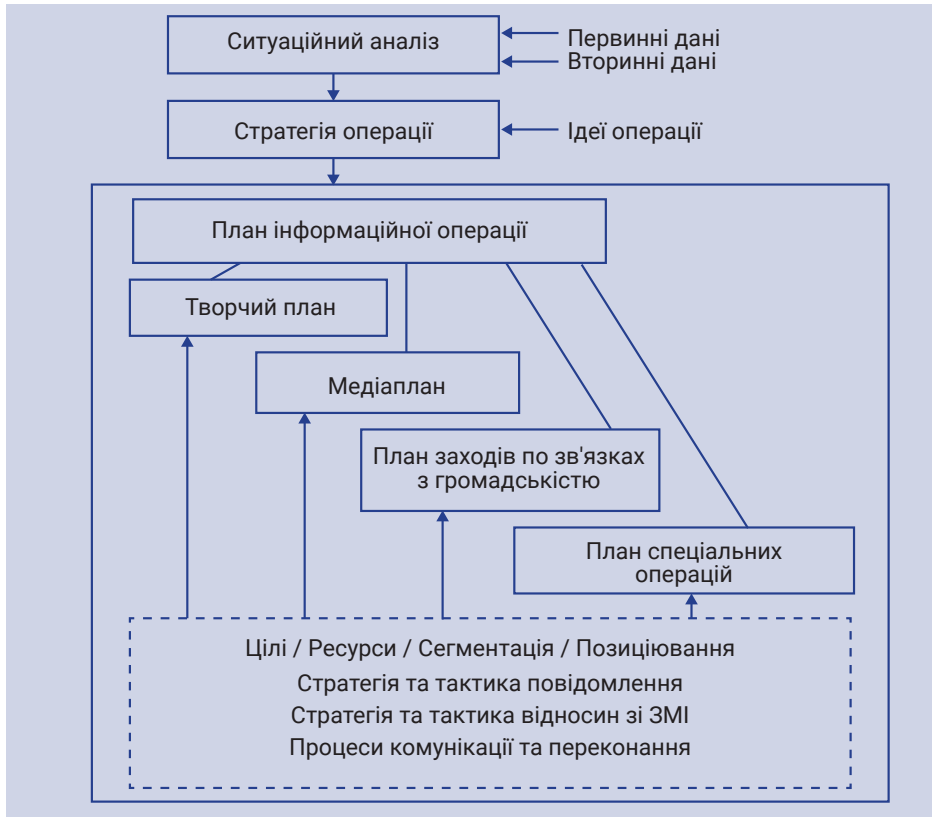 Ситуаційний аналіз
Первинні дані
Вторинні дані
Стратегія операції
Ідеї операції
План інформаційної операції
Творчий план
Медіаплан
План заходів по зв'язках
з громадськістю
План спеціальних
операцій
Цілі / Ресурси / Сегментація / Позиціювання
Стратегія та тактика повідомлення
Стратегія та тактика відносин зі ЗМІ
Процеси комунікації та переконання